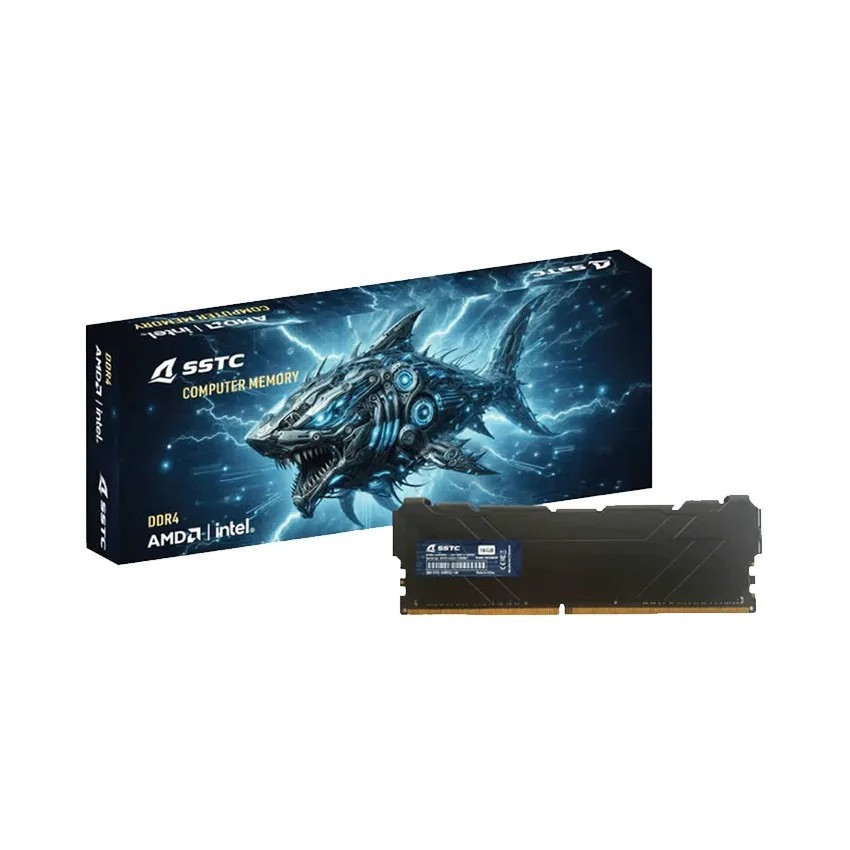 SSTC
COMPUTER MEMORY
AMD | intel
DDR4
AMD | intel.
SSTC
SSTC
COMPUTER MEMORY
DDR4
AMD | intel.
SSTC
16GB